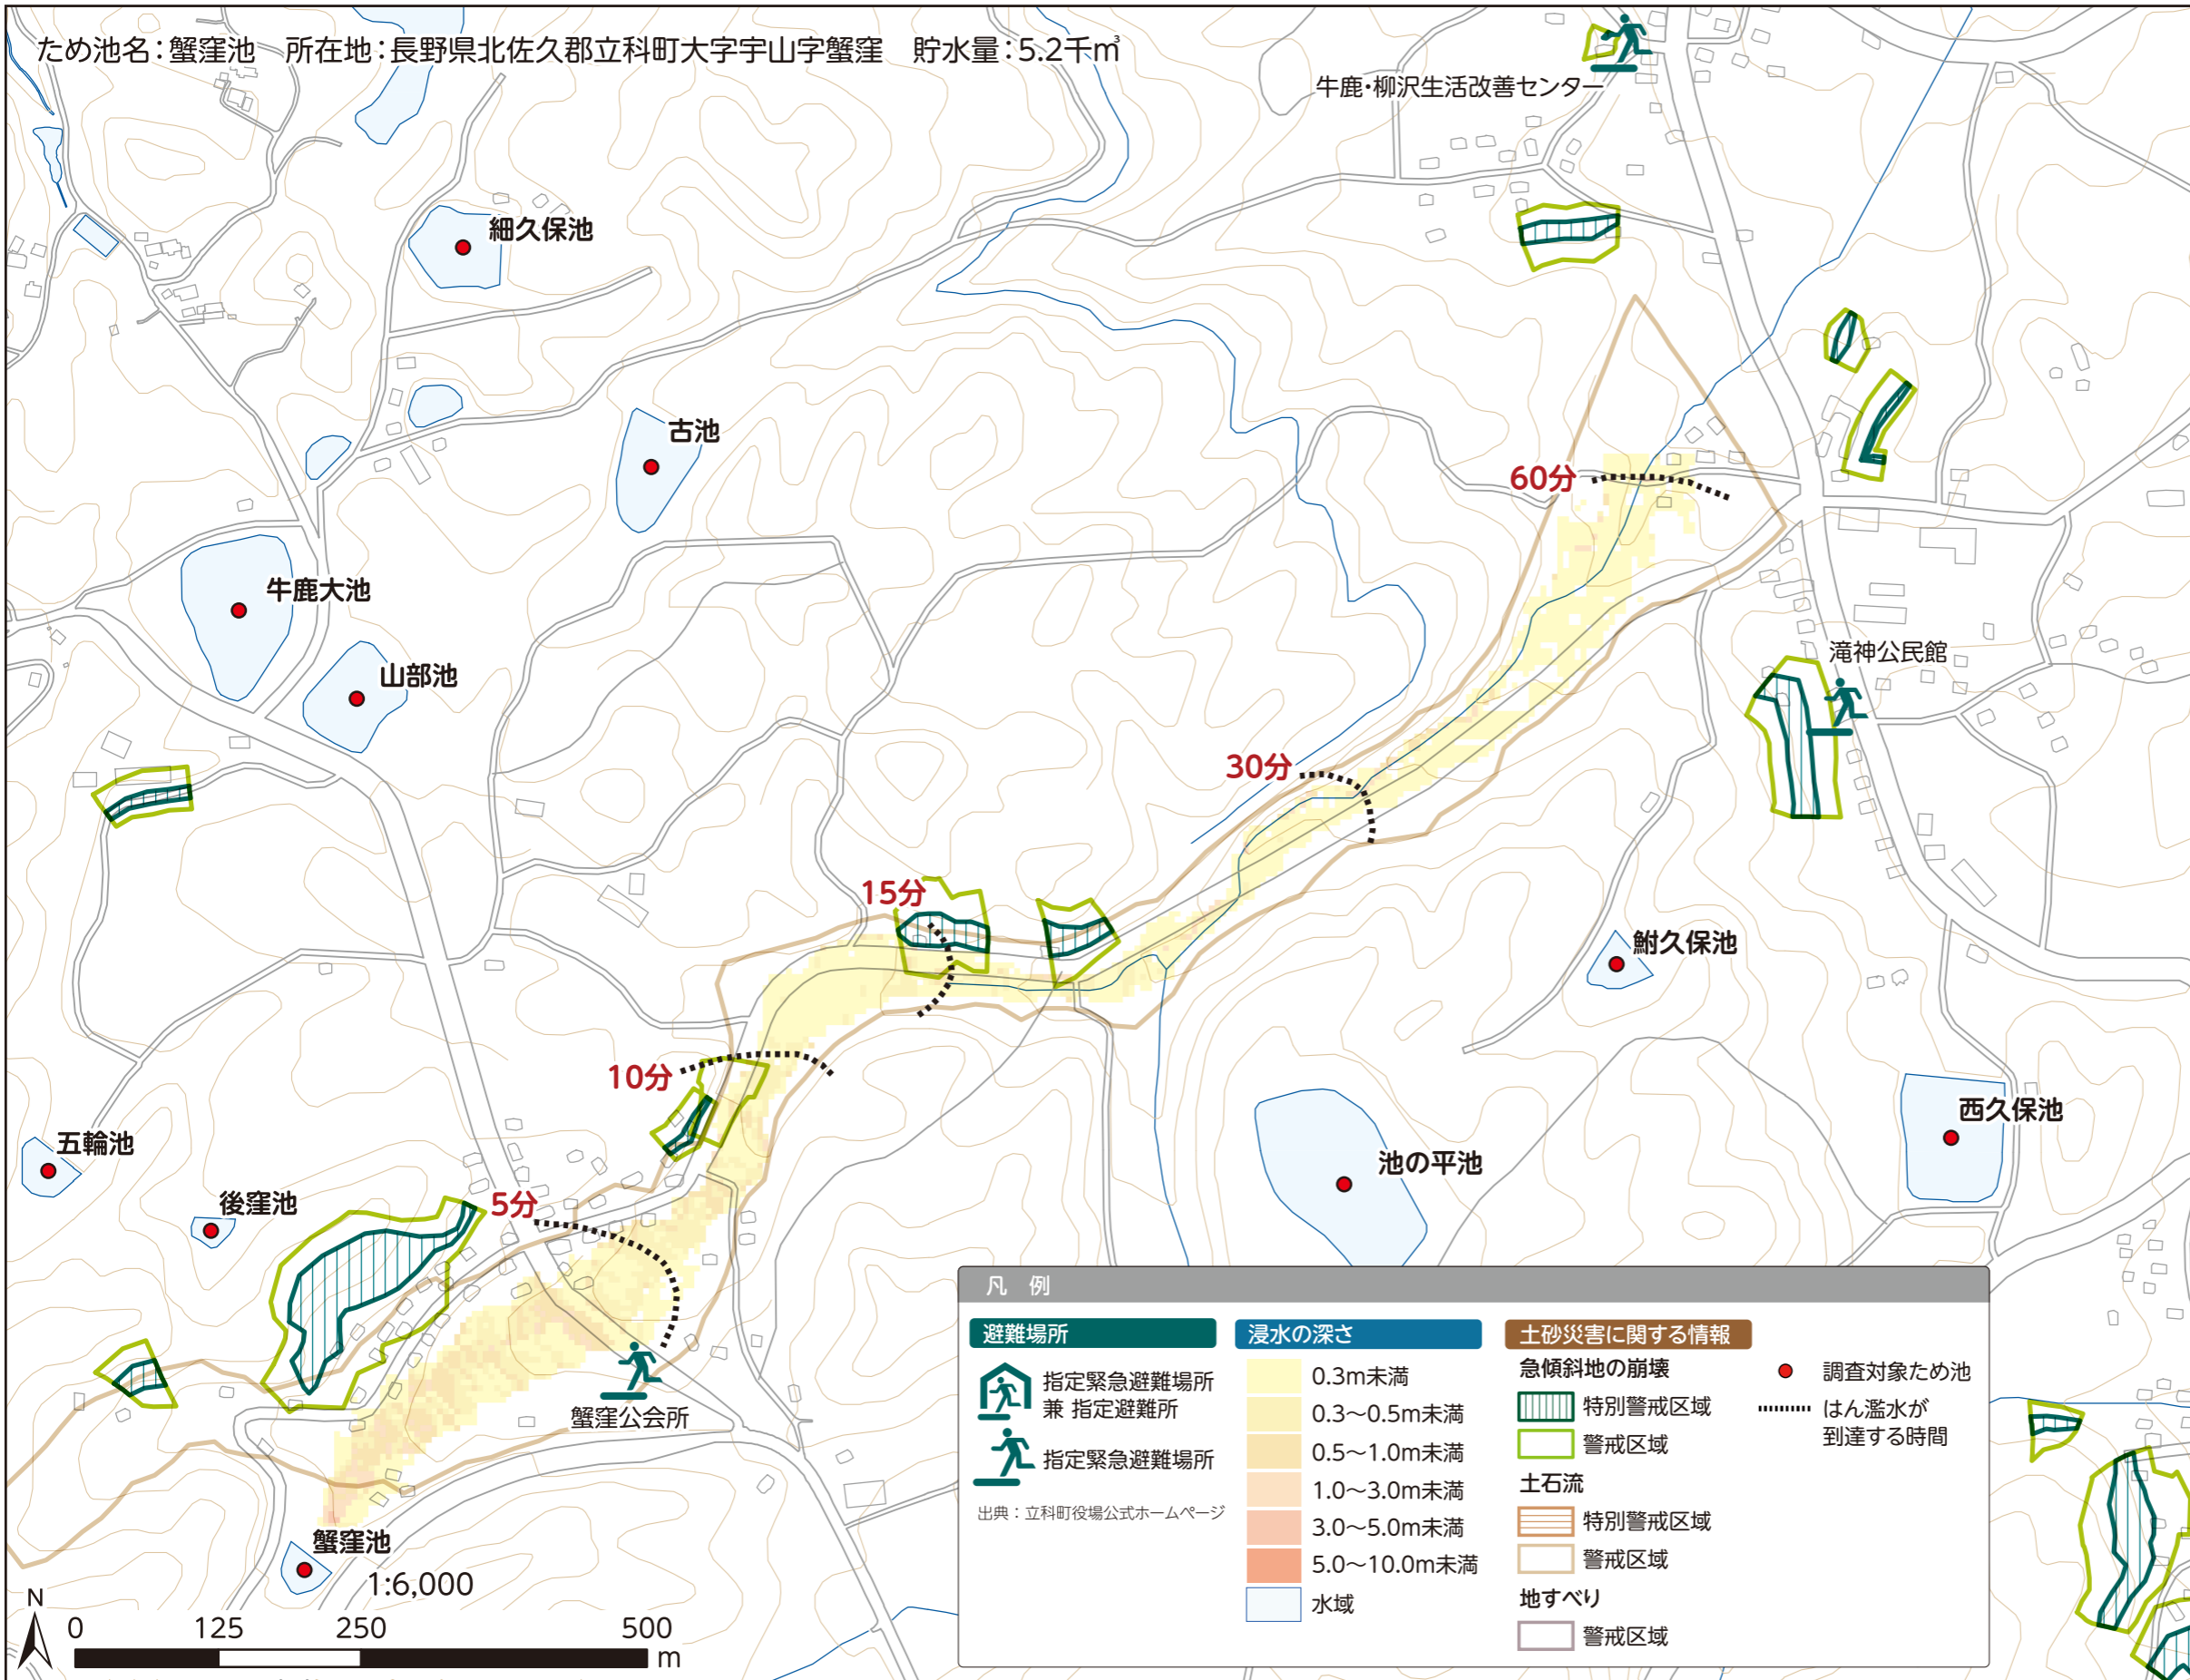 ため池名：蟹窪池　所在地：長野県北佐久郡立科町大字宇山字蟹窪　貯水量：5.2千㎥
牛鹿・柳沢生活改善センター
細久保池
古池
60分
牛鹿大池
山部池
滝神公民館
30分
15分
鮒久保池
10分
西久保池
五輪池
池の平池
後窪池
5分
蟹窪公会所
蟹窪池
1:6,000
N
0 125 250 500
m
凡 例
避難場所
指定緊急避難場所
兼 指定避難所
指定緊急避難場所
出典：立科町役場公式ホームページ
浸水の深さ
0.3m未満
0.3～0.5m未満
0.5～1.0m未満
1.0～3.0m未満
3.0～5.0m未満
5.0～10.0m未満
水域
土砂災害に関する情報
急傾斜地の崩壊
特別警戒区域
警戒区域
土石流
特別警戒区域
警戒区域
地すべり
警戒区域
調査対象ため池
はん濫水が
到達する時間